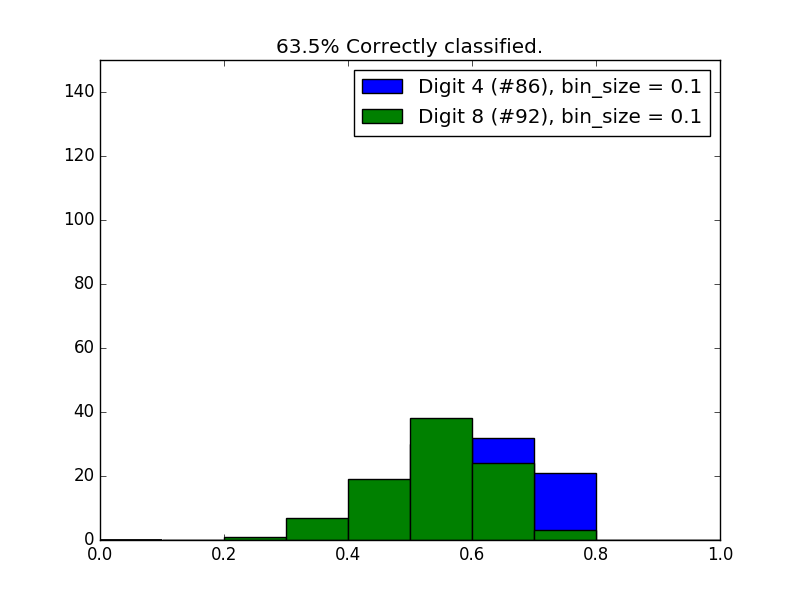 63.5% Correctly classified.
Digit 4 (#86), bin_size = 0.1
Digit 8 (#92), bin_size = 0.1
140
120
100
80
60
40
20
0
0.0 0.2 0.4 0.6 0.8 1.0